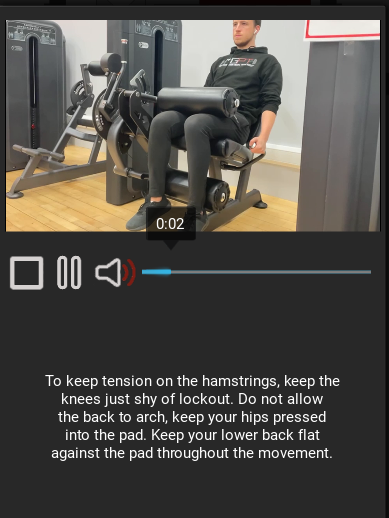 0:02
To keep tension on the hamstrings, keep the
knees just shy of lockout. Do not allow
the back to arch, keep your hips pressed
into the pad. Keep your lower back flat
against the pad throughout the movement.